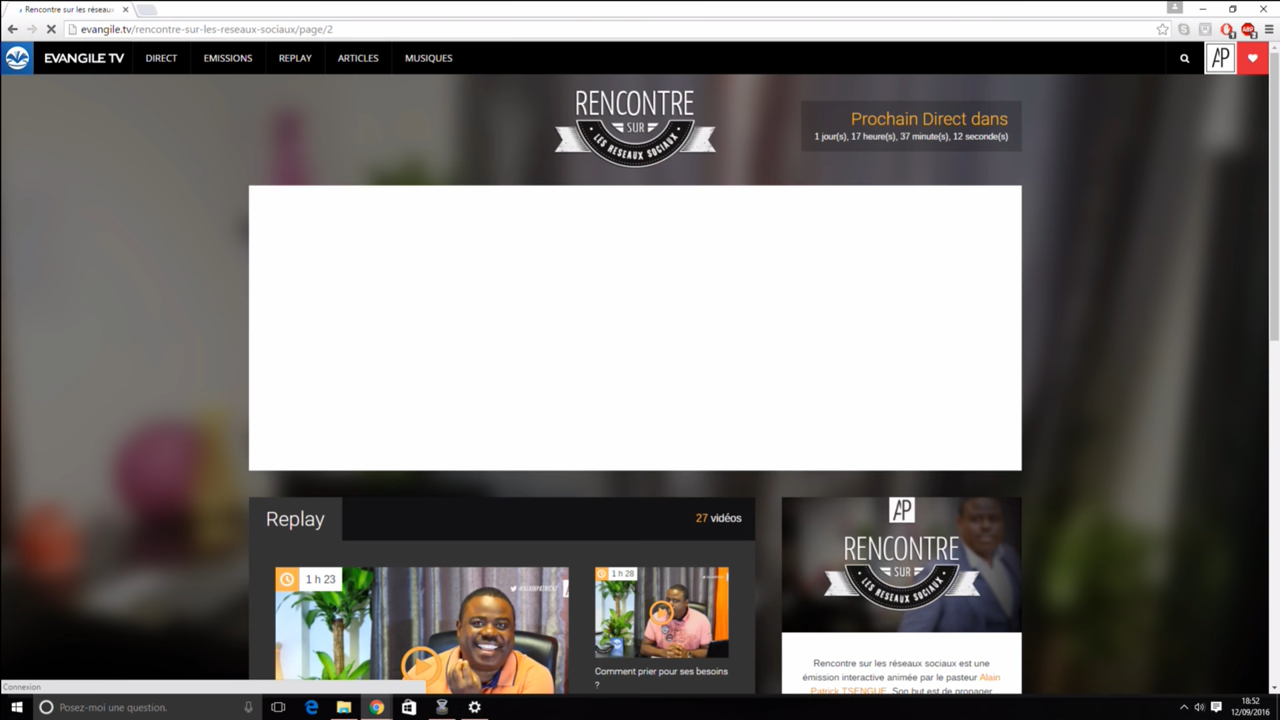 Rencontre sur les réseaux
evangile.tv/rencontre-sur-les-reseaux-sociaux/page/2
EVANGILE TV
DIRECT
EMISSIONS
REPLAY
ARTICLES
MUSIQUES
AP
RENCONTRE
SUR
LES RESEAUX SOCIAUX
Prochain Direct dans
1 jour(s), 17 heure(s), 37 minute(s), 12 seconde(s)
Replay
27 vidéos
1 h 23
1 h 28
Comment prier pour ses besoins
?
AP
RENCONTRE
SUR
LES RESEAUX SOCIAUX
Rencontre sur les réseaux sociaux est une
émission interactive animée par le pasteur Alain
Patrick TSENGUE. Son but est de propager
Connexion
Posez-moi une question.
18:52
12/09/2016